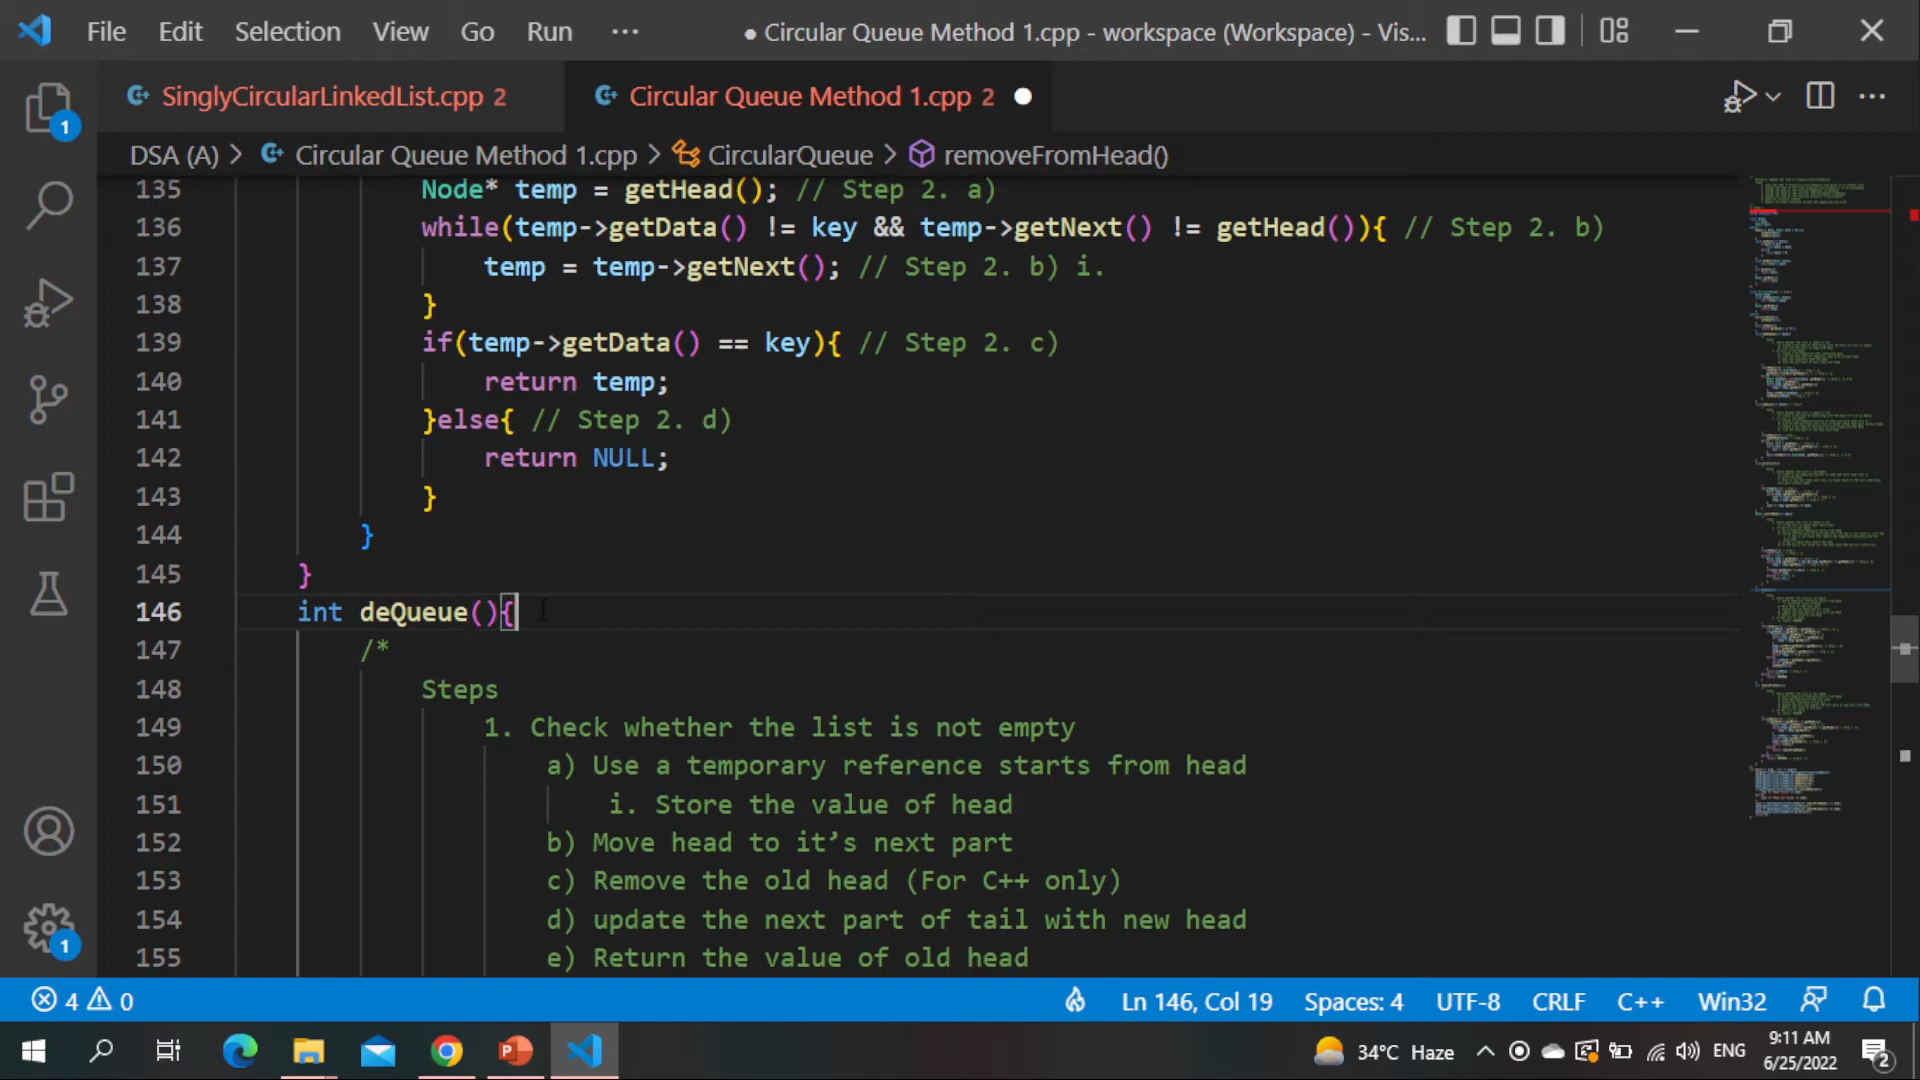 File Edit Selection View Go Run ··· ● Circular Queue Method 1.cpp - workspace (Workspace) - Vis...
SinglyCircularLinkedList.cpp 2 Circular Queue Method 1.cpp 2
1
DSA (A) > Circular Queue Method 1.cpp > CircularQueue > removeFromHead()
135 Node* temp = getHead(); // Step 2. a)
136 while(temp->getData() != key && temp->getNext() != getHead()){ // Step 2. b)
137 temp = temp->getNext(); // Step 2. b) i.
138 }
139 if(temp->getData() == key){ // Step 2. c)
140 return temp;
141 }else{ // Step 2. d)
142 return NULL;
143 }
144 }
145 }
146 int deQueue(){
147 /*
148 Steps
149 1. Check whether the list is not empty
150 a) Use a temporary reference starts from head
151 i. Store the value of head
152 b) Move head to it’s next part
153 c) Remove the old head (For C++ only)
154 d) update the next part of tail with new head
155 e) Return the value of old head
1
4 0 Ln 146, Col 19 Spaces: 4 UTF-8 CRLF C++ Win32
34°C Haze ENG 9:11 AM
6/25/2022 2